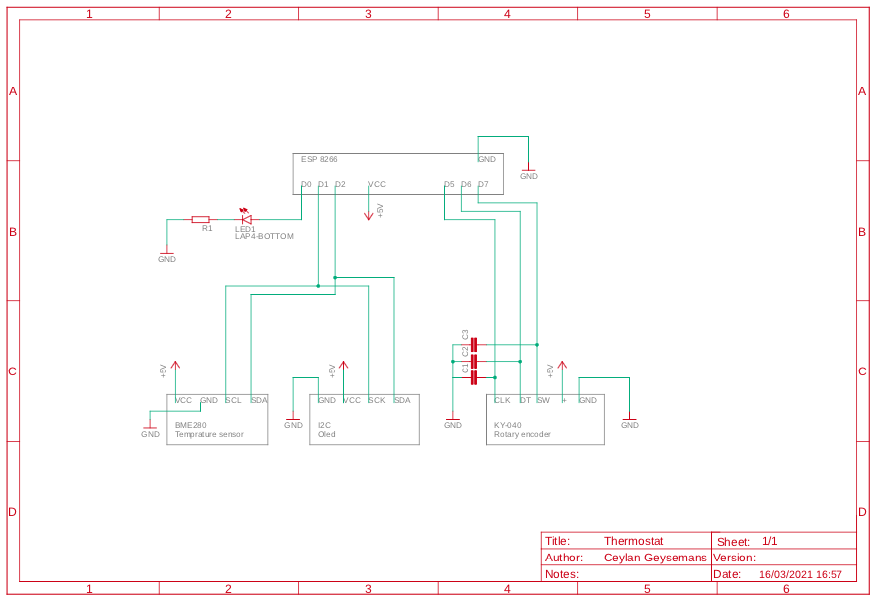 1 2 3 4 5 6
A A
ESP 8266 GND
GND
D0 D1 D2 VCC D5 D6 D7
+5V
R1 LED1
LAP4-BOTTOM
B B
GND
C3
C2
C1
+5V +5V +5V
C C
VCC GND SCL SDA GND VCC SCK SDA CLK DT SW + GND
GND GND GND GND
BME280 I2C KY-040
Temprature sensor Oled Rotary encoder
D D
Title: Thermostat Sheet: 1/1
Author: Ceylan Geysemans Version:
Notes: Date: 16/03/2021 16:57
1 2 3 4 5 6